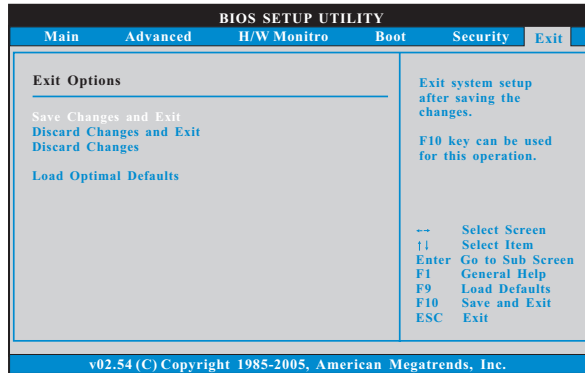 BIOS SETUP UTILITY
Main Advanced H/W Monitro Boot Security Exit
Exit Options
Save Changes and Exit
Discard Changes and Exit
Discard Changes
Load Optimal Defaults
Exit system setup
after saving the
changes.
F10 key can be used
for this operation.
←→ Select Screen
↑↓ Select Item
Enter Go to Sub Screen
F1 General Help
F9 Load Defaults
F10 Save and Exit
ESC Exit
v02.54 (C) Copyright 1985-2005, American Megatrends, Inc.